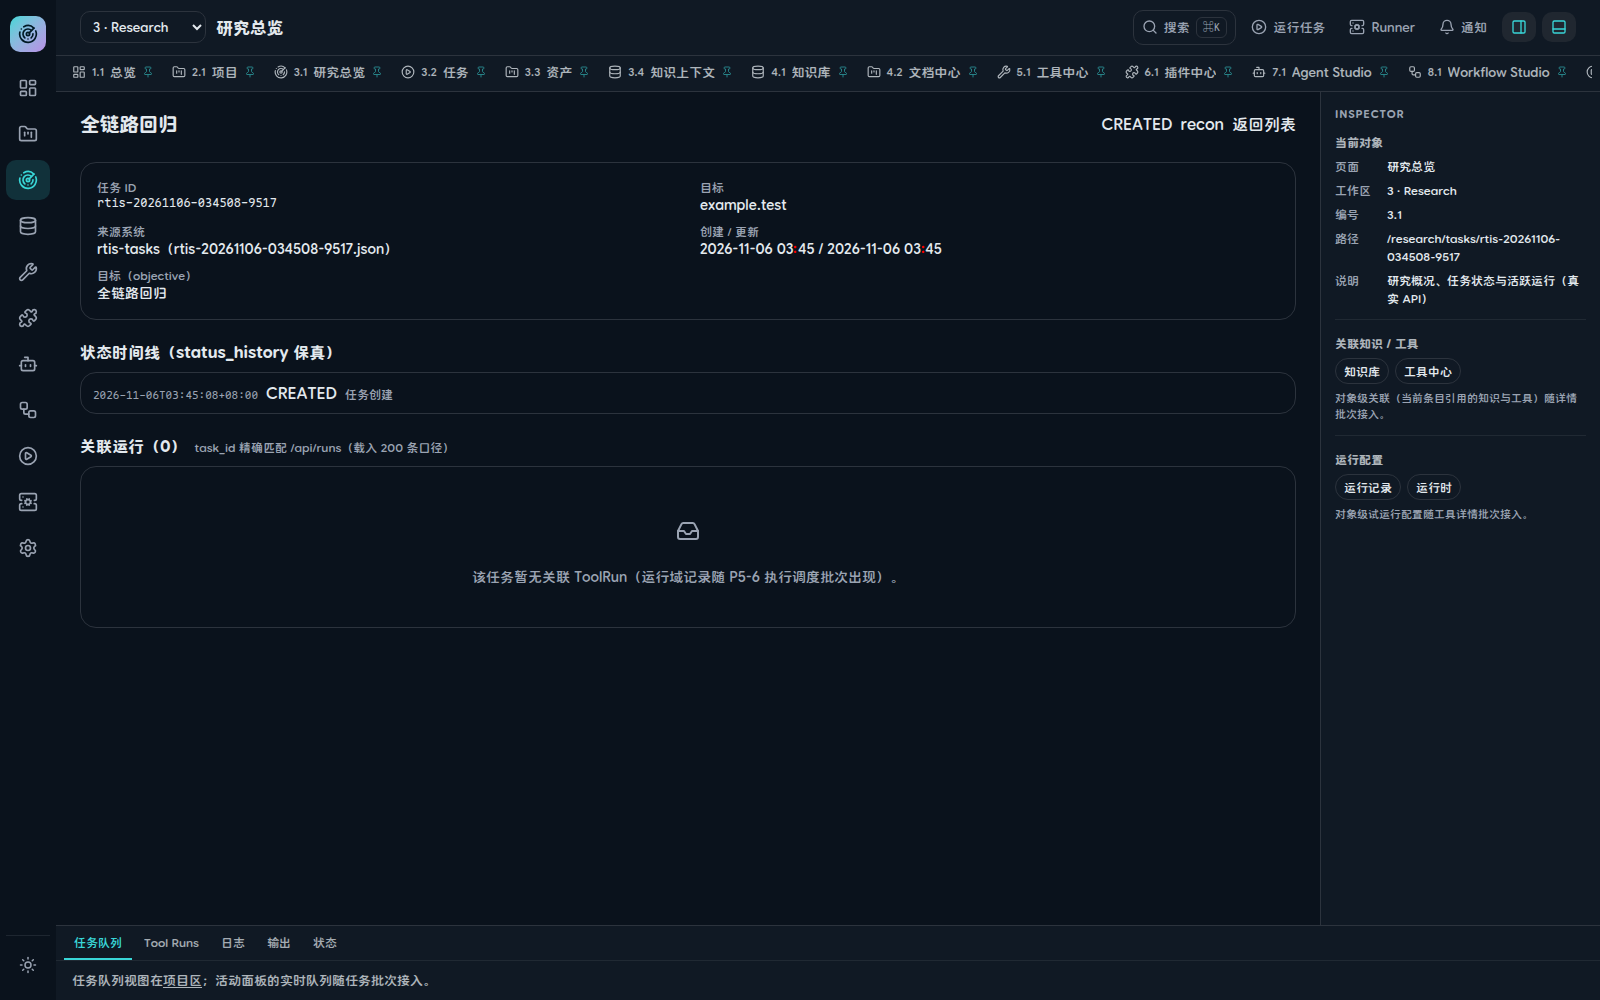 3 · Research
研究总览
搜索 ⌘K
运行任务
Runner
通知
1.1 总览
2.1 项目
3.1 研究总览
3.2 任务
3.3 资产
3.4 知识上下文
4.1 知识库
4.2 文档中心
5.1 工具中心
6.1 插件中心
7.1 Agent Studio
8.1 Workflow Studio
全链路回归
CREATED recon 返回列表
任务 ID
rtis-20261106-034508-9517
目标
example.test
来源系统
rtis-tasks（rtis-20261106-034508-9517.json）
创建 / 更新
2026-11-06 03:45 / 2026-11-06 03:45
目标（objective）
全链路回归
状态时间线（status_history 保真）
2026-11-06T03:45:08+08:00 CREATED 任务创建
关联运行（0） task_id 精确匹配 /api/runs（载入 200 条口径）
该任务暂无关联 ToolRun（运行域记录随 P5-6 执行调度批次出现）。
INSPECTOR
当前对象
页面 研究总览
工作区 3 · Research
编号 3.1
路径 /research/tasks/rtis-20261106-
034508-9517
说明 研究概况、任务状态与活跃运行（真
实 API）
关联知识 / 工具
知识库 工具中心
对象级关联（当前条目引用的知识与工具）随详情
批次接入。
运行配置
运行记录 运行时
对象级试运行配置随工具详情批次接入。
任务队列 Tool Runs 日志 输出 状态
任务队列视图在项目区；活动面板的实时队列随任务批次接入。